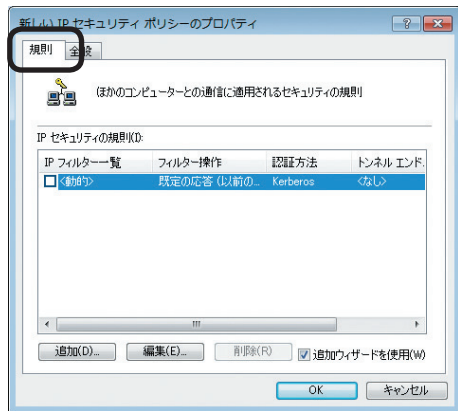 新しい IP セキュリティ ポリシーのプロパティ
規則 全般
ほかのコンピューターとの通信に適用されるセキュリティの規則
IP セキュリティの規則(I):
IP フィルター一覧 フィルター操作 認証方法 トンネル エンド.
<動的> 既定の応答 (以前の... Kerberos <なし>
追加(D)... 編集(E)... 削除(R) 追加ウィザードを使用(W)
OK キャンセル